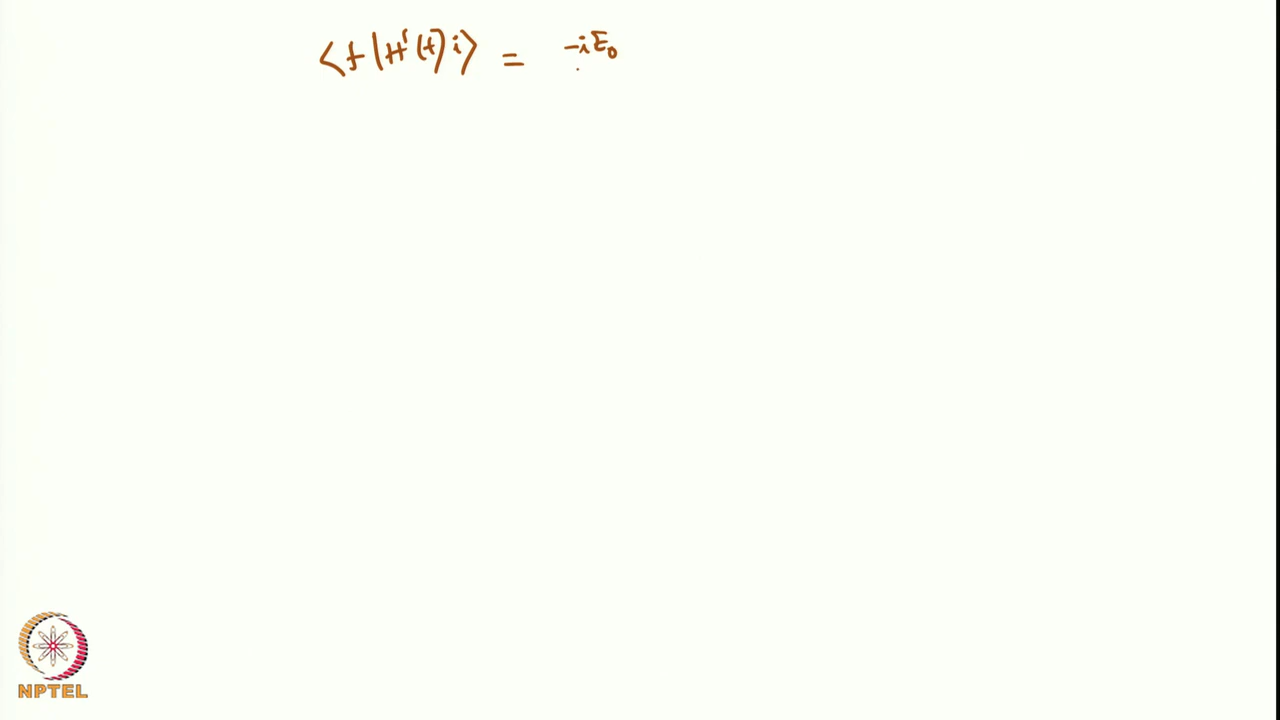 ⟨f|H'(t) i⟩ = -iE₀
NPTEL